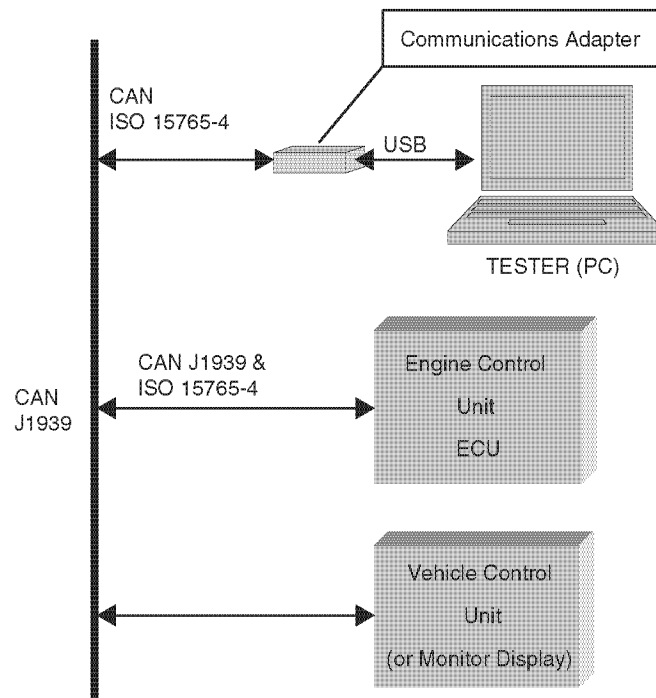 Communications Adapter
CAN
ISO 15765-4
USB
TESTER (PC)
CAN J1939 &
ISO 15765-4
CAN
J1939
Engine Control
Unit
ECU
Vehicle Control
Unit
(or Monitor Display)